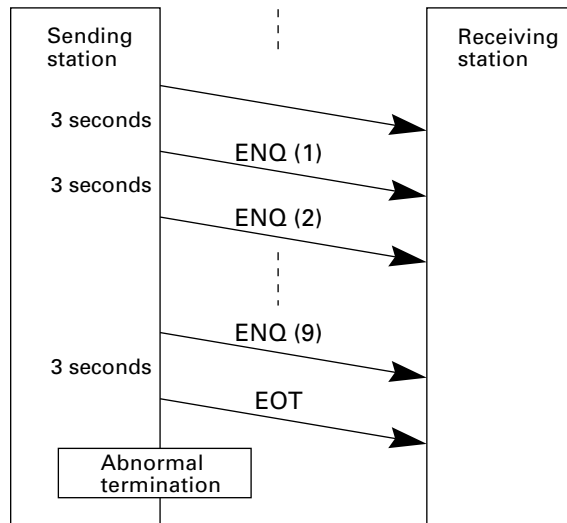 Sending
station
Receiving
station
3 seconds
ENQ (1)
3 seconds
ENQ (2)
ENQ (9)
3 seconds
EOT
Abnormal
termination